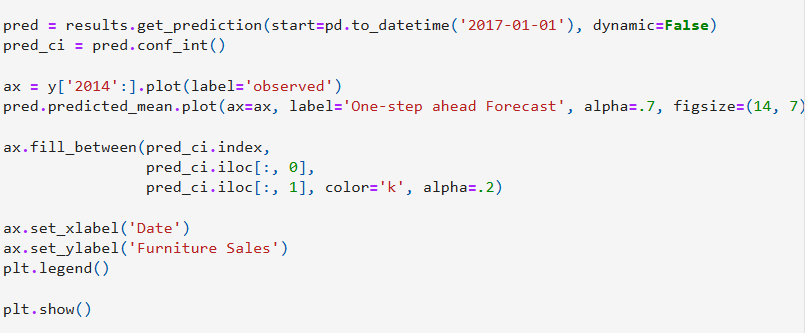 pred = results.get_prediction(start=pd.to_datetime('2017-01-01'), dynamic=False)
pred_ci = pred.conf_int()
ax = y['2014':].plot(label='observed')
pred.predicted_mean.plot(ax=ax, label='One-step ahead Forecast', alpha=.7, figsize=(14, 7)
ax.fill_between(pred_ci.index,
                pred_ci.iloc[:, 0],
                pred_ci.iloc[:, 1], color='k', alpha=.2)
ax.set_xlabel('Date')
ax.set_ylabel('Furniture Sales')
plt.legend()
plt.show()